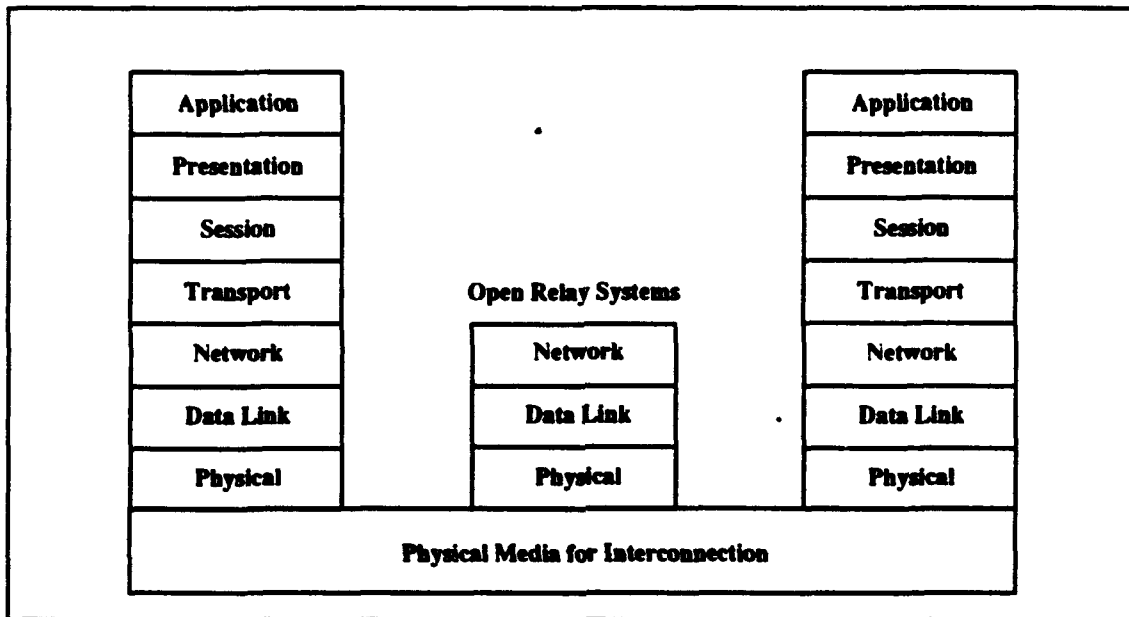 Application
Presentation
Session
Transport
Network
Data Link
Physical
Open Relay Systems
Network
Data Link
Physical
Application
Presentation
Session
Transport
Network
Data Link
Physical
Physical Media for Interconnection